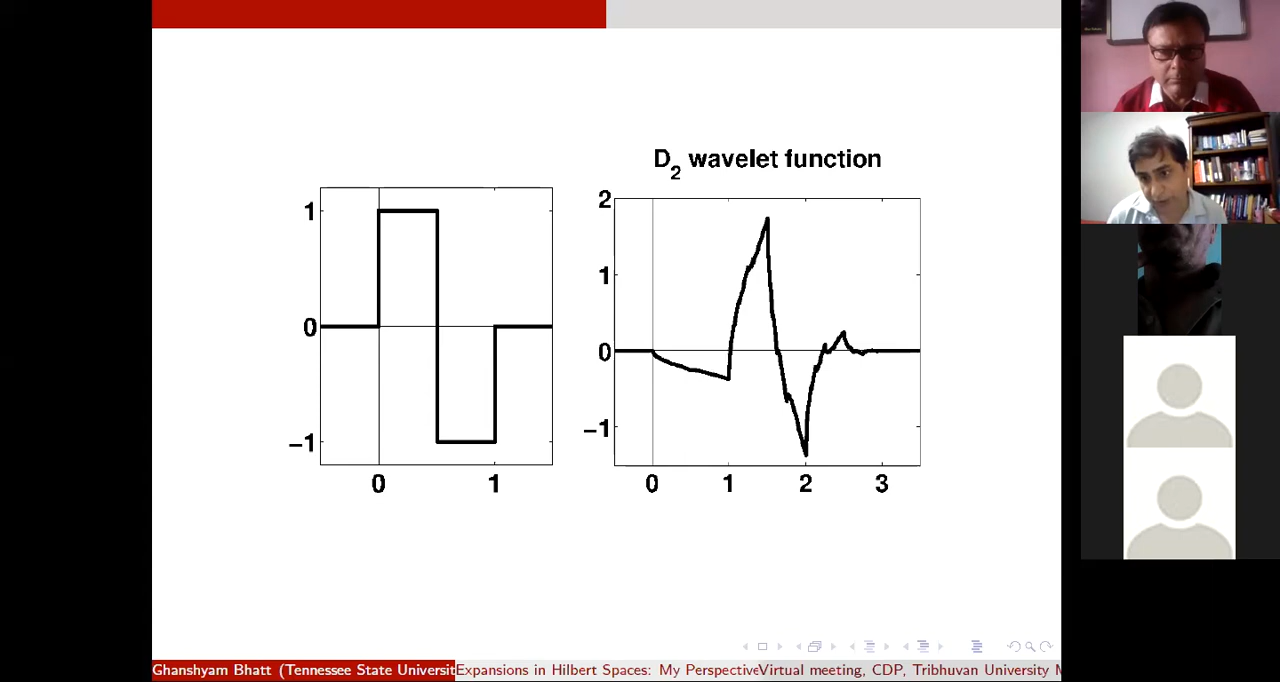 D2 wavelet function
1
0
−1
0 1
2
1
0
−1
0 1 2 3
Ghanshyam Bhatt (Tennessee State Universit
Expansions in Hilbert Spaces: My Perspective
Virtual meeting, CDP, Tribhuvan University